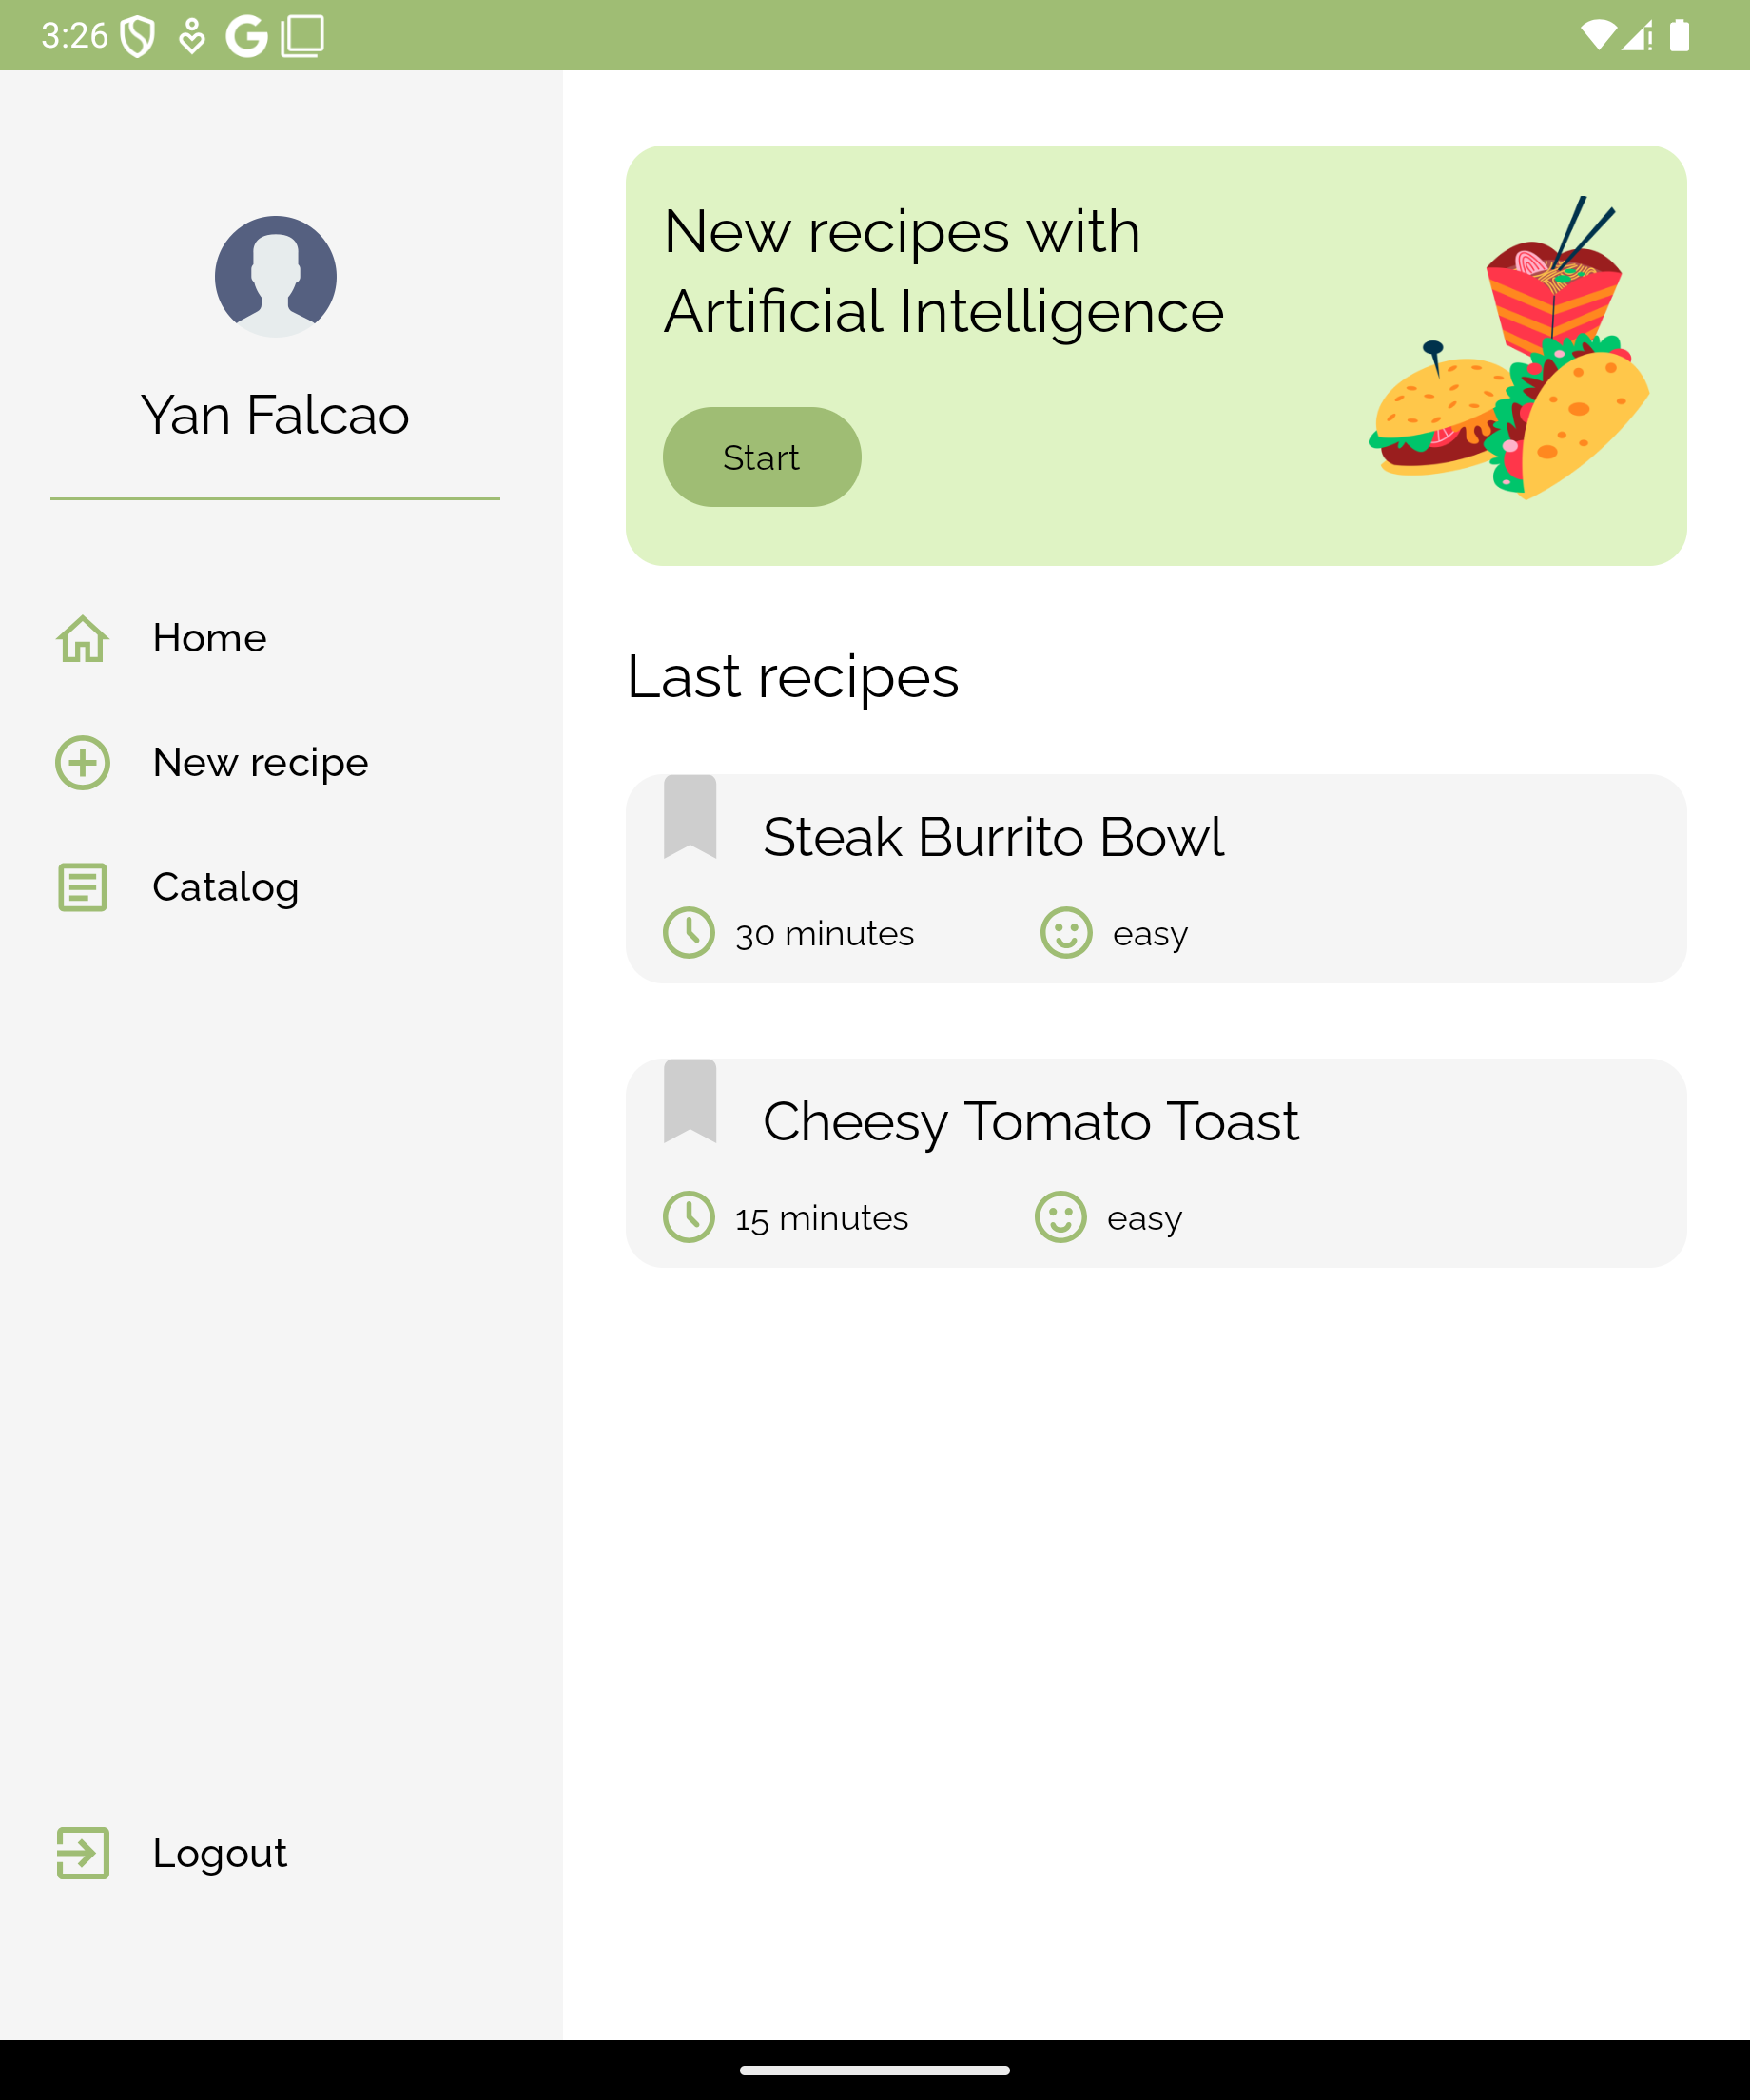 3:26
Yan Falcao
Home
New recipe
Catalog
Logout
New recipes with
Artificial Intelligence
Start
Last recipes
Steak Burrito Bowl
30 minutes
easy
Cheesy Tomato Toast
15 minutes
easy